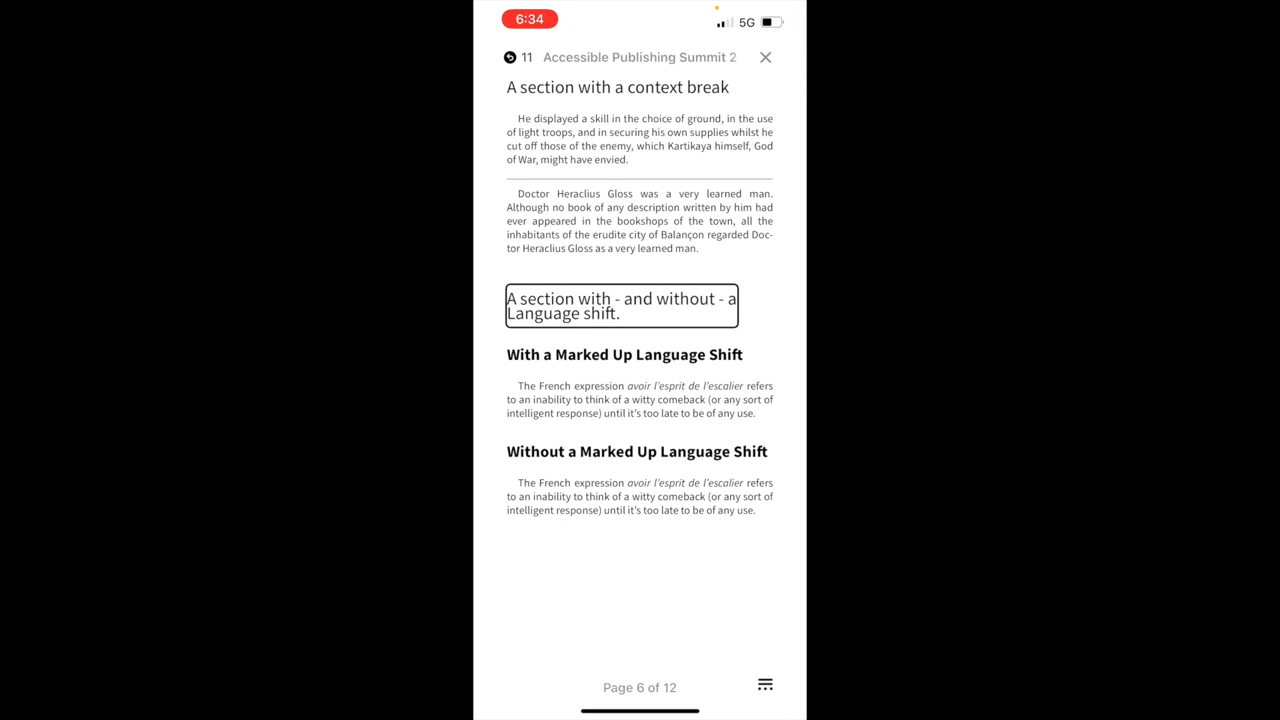 6:34
5G
11 Accessible Publishing Summit 2
A section with a context break
He displayed a skill in the choice of ground, in the use
of light troops, and in securing his own supplies whilst he
cut off those of the enemy, which Kartikaya himself, God
of War, might have envied.
Doctor Heraclius Gloss was a very learned man.
Although no book of any description written by him had
ever appeared in the bookshops of the town, all the
inhabitants of the erudite city of Balançon regarded Doc-
tor Heraclius Gloss as a very learned man.
A section with - and without - a
Language shift.
With a Marked Up Language Shift
The French expression avoir l’esprit de l’escalier refers
to an inability to think of a witty comeback (or any sort of
intelligent response) until it’s too late to be of any use.
Without a Marked Up Language Shift
The French expression avoir l’esprit de l’escalier refers
to an inability to think of a witty comeback (or any sort of
intelligent response) until it’s too late to be of any use.
Page 6 of 12